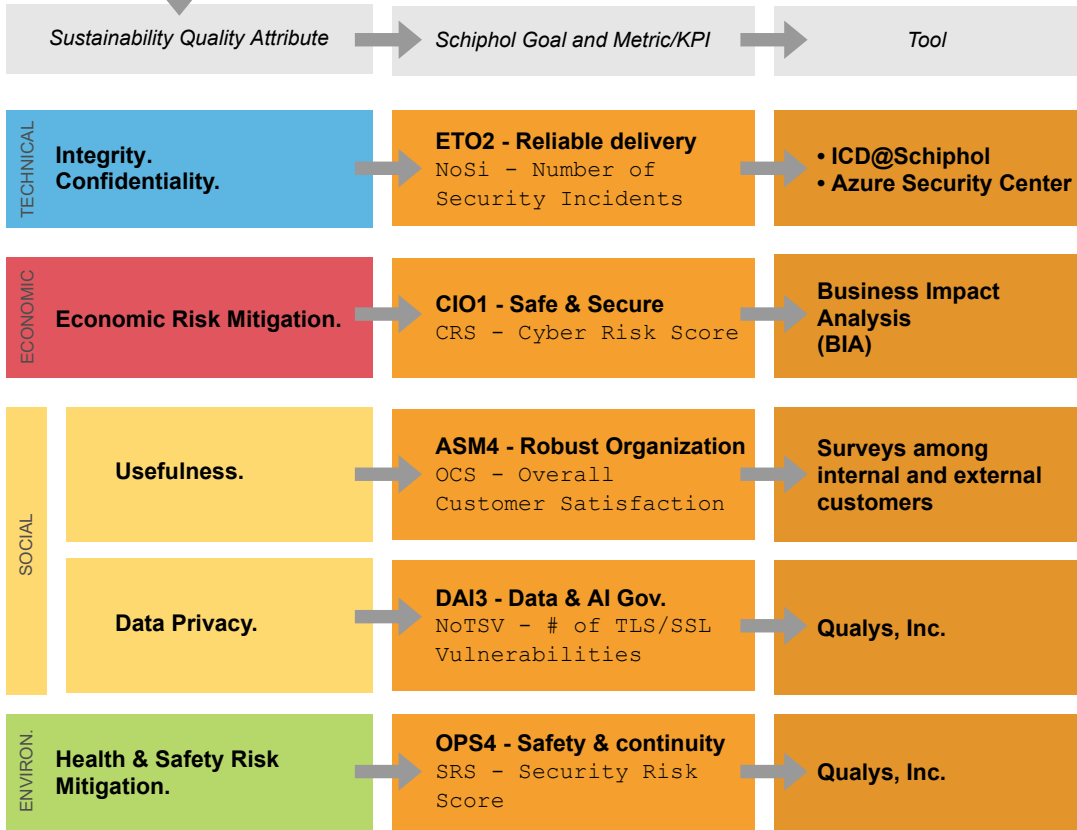 Sustainability Quality Attribute
Schiphol Goal and Metric/KPI
Tool
TECHNICAL
Integrity.
Confidentiality.
ETO2 - Reliable delivery
NoSi - Number of
Security Incidents
• ICD@Schiphol
• Azure Security Center
ECONOMIC
Economic Risk Mitigation.
CIO1 - Safe & Secure
CRS - Cyber Risk Score
Business Impact
Analysis
(BIA)
SOCIAL
Usefulness.
ASM4 - Robust Organization
OCS - Overall
Customer Satisfaction
Surveys among
internal and external
customers
Data Privacy.
DAI3 - Data & AI Gov.
NoTSV - # of TLS/SSL
Vulnerabilities
Qualys, Inc.
ENVIRON.
Health & Safety Risk
Mitigation.
OPS4 - Safety & continuity
SRS - Security Risk
Score
Qualys, Inc.